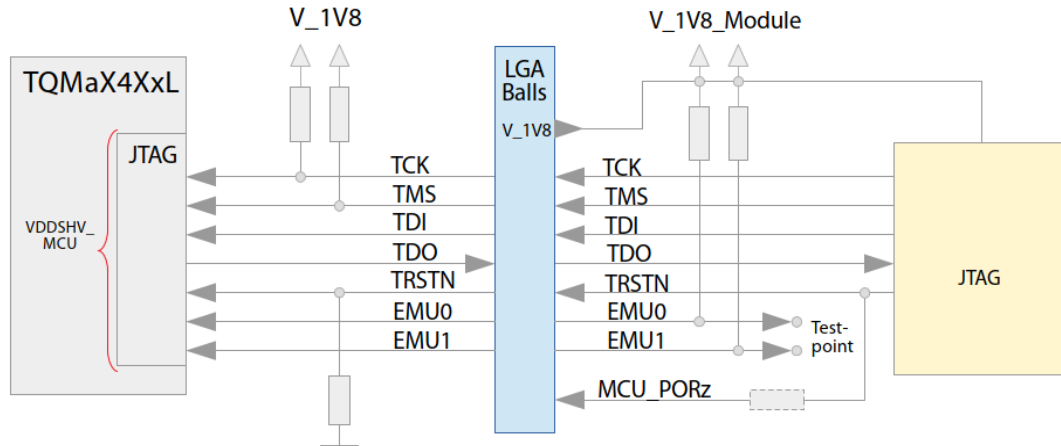 V_1V8
V_1V8_Module
TQMaX4XxL
LGA
Balls
V_1V8
JTAG
VDDSHV_
MCU
TCK
TMS
TDI
TDO
TRSTN
EMU0
EMU1
TCK
TMS
TDI
TDO
TRSTN
EMU0
EMU1
MCU_PORz
Test-
point
JTAG